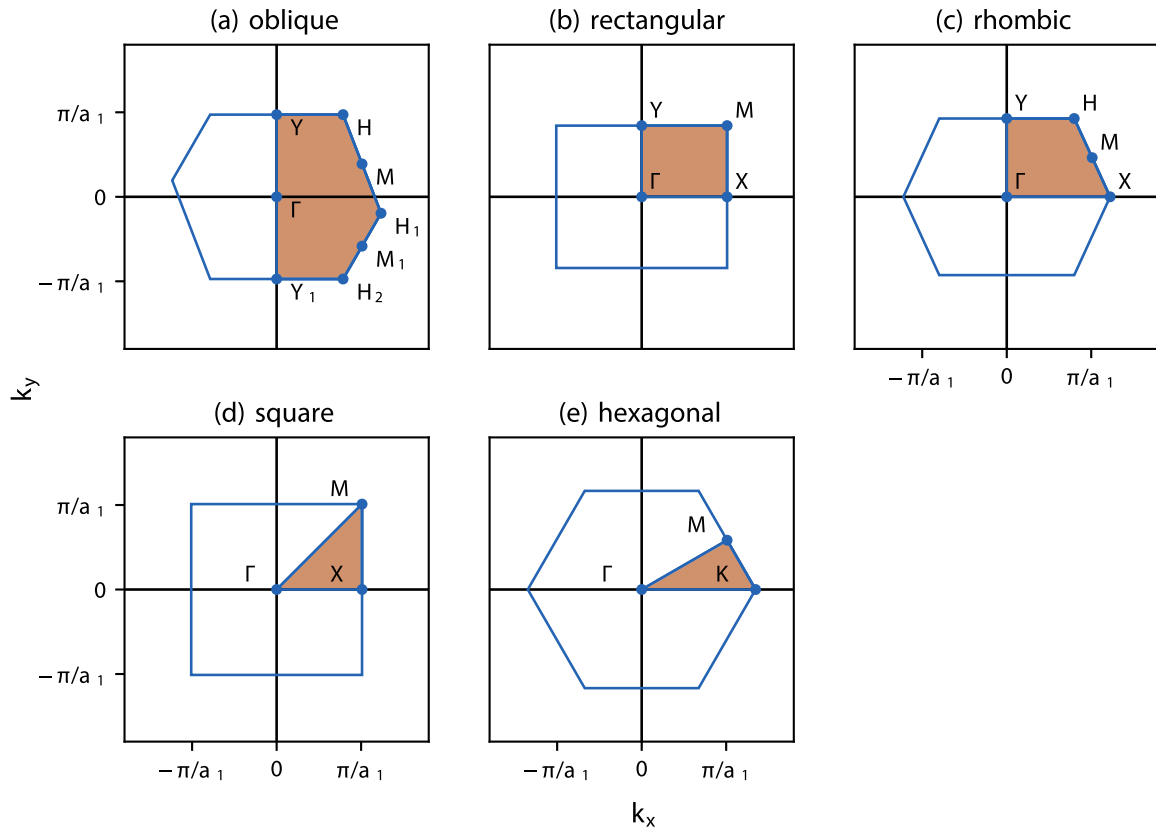 (a) oblique
(b) rectangular
(c) rhombic
π/a 1
0
−π/a 1
Y
H
M
Γ
H 1
M 1
Y 1
H 2
Y
M
Γ
X
Y
H
M
Γ
X
−π/a 1
0
π/a 1
k y
(d) square
(e) hexagonal
π/a 1
0
−π/a 1
M
Γ
X
M
Γ
K
−π/a 1
0
π/a 1
−π/a 1
0
π/a 1
k x